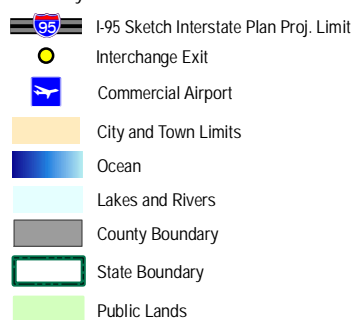 95 I-95 Sketch Interstate Plan Proj. Limit
Interchange Exit
Commercial Airport
City and Town Limits
Ocean
Lakes and Rivers
County Boundary
State Boundary
Public Lands